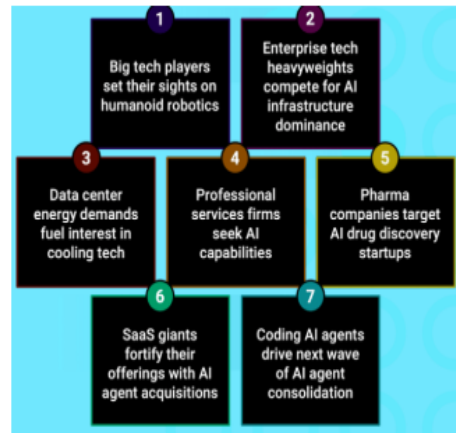 1
Big tech players
set their sights on
humanoid robotics
2
Enterprise tech
heavyweights
compete for AI
infrastructure
dominance
3
Data center
energy demands
fuel interest in
cooling tech
4
Professional
services firms
seek AI
capabilities
5
Pharma
companies target
AI drug discovery
startups
6
SaaS giants
fortify their
offerings with AI
agent acquisitions
7
Coding AI agents
drive next wave
of AI agent
consolidation